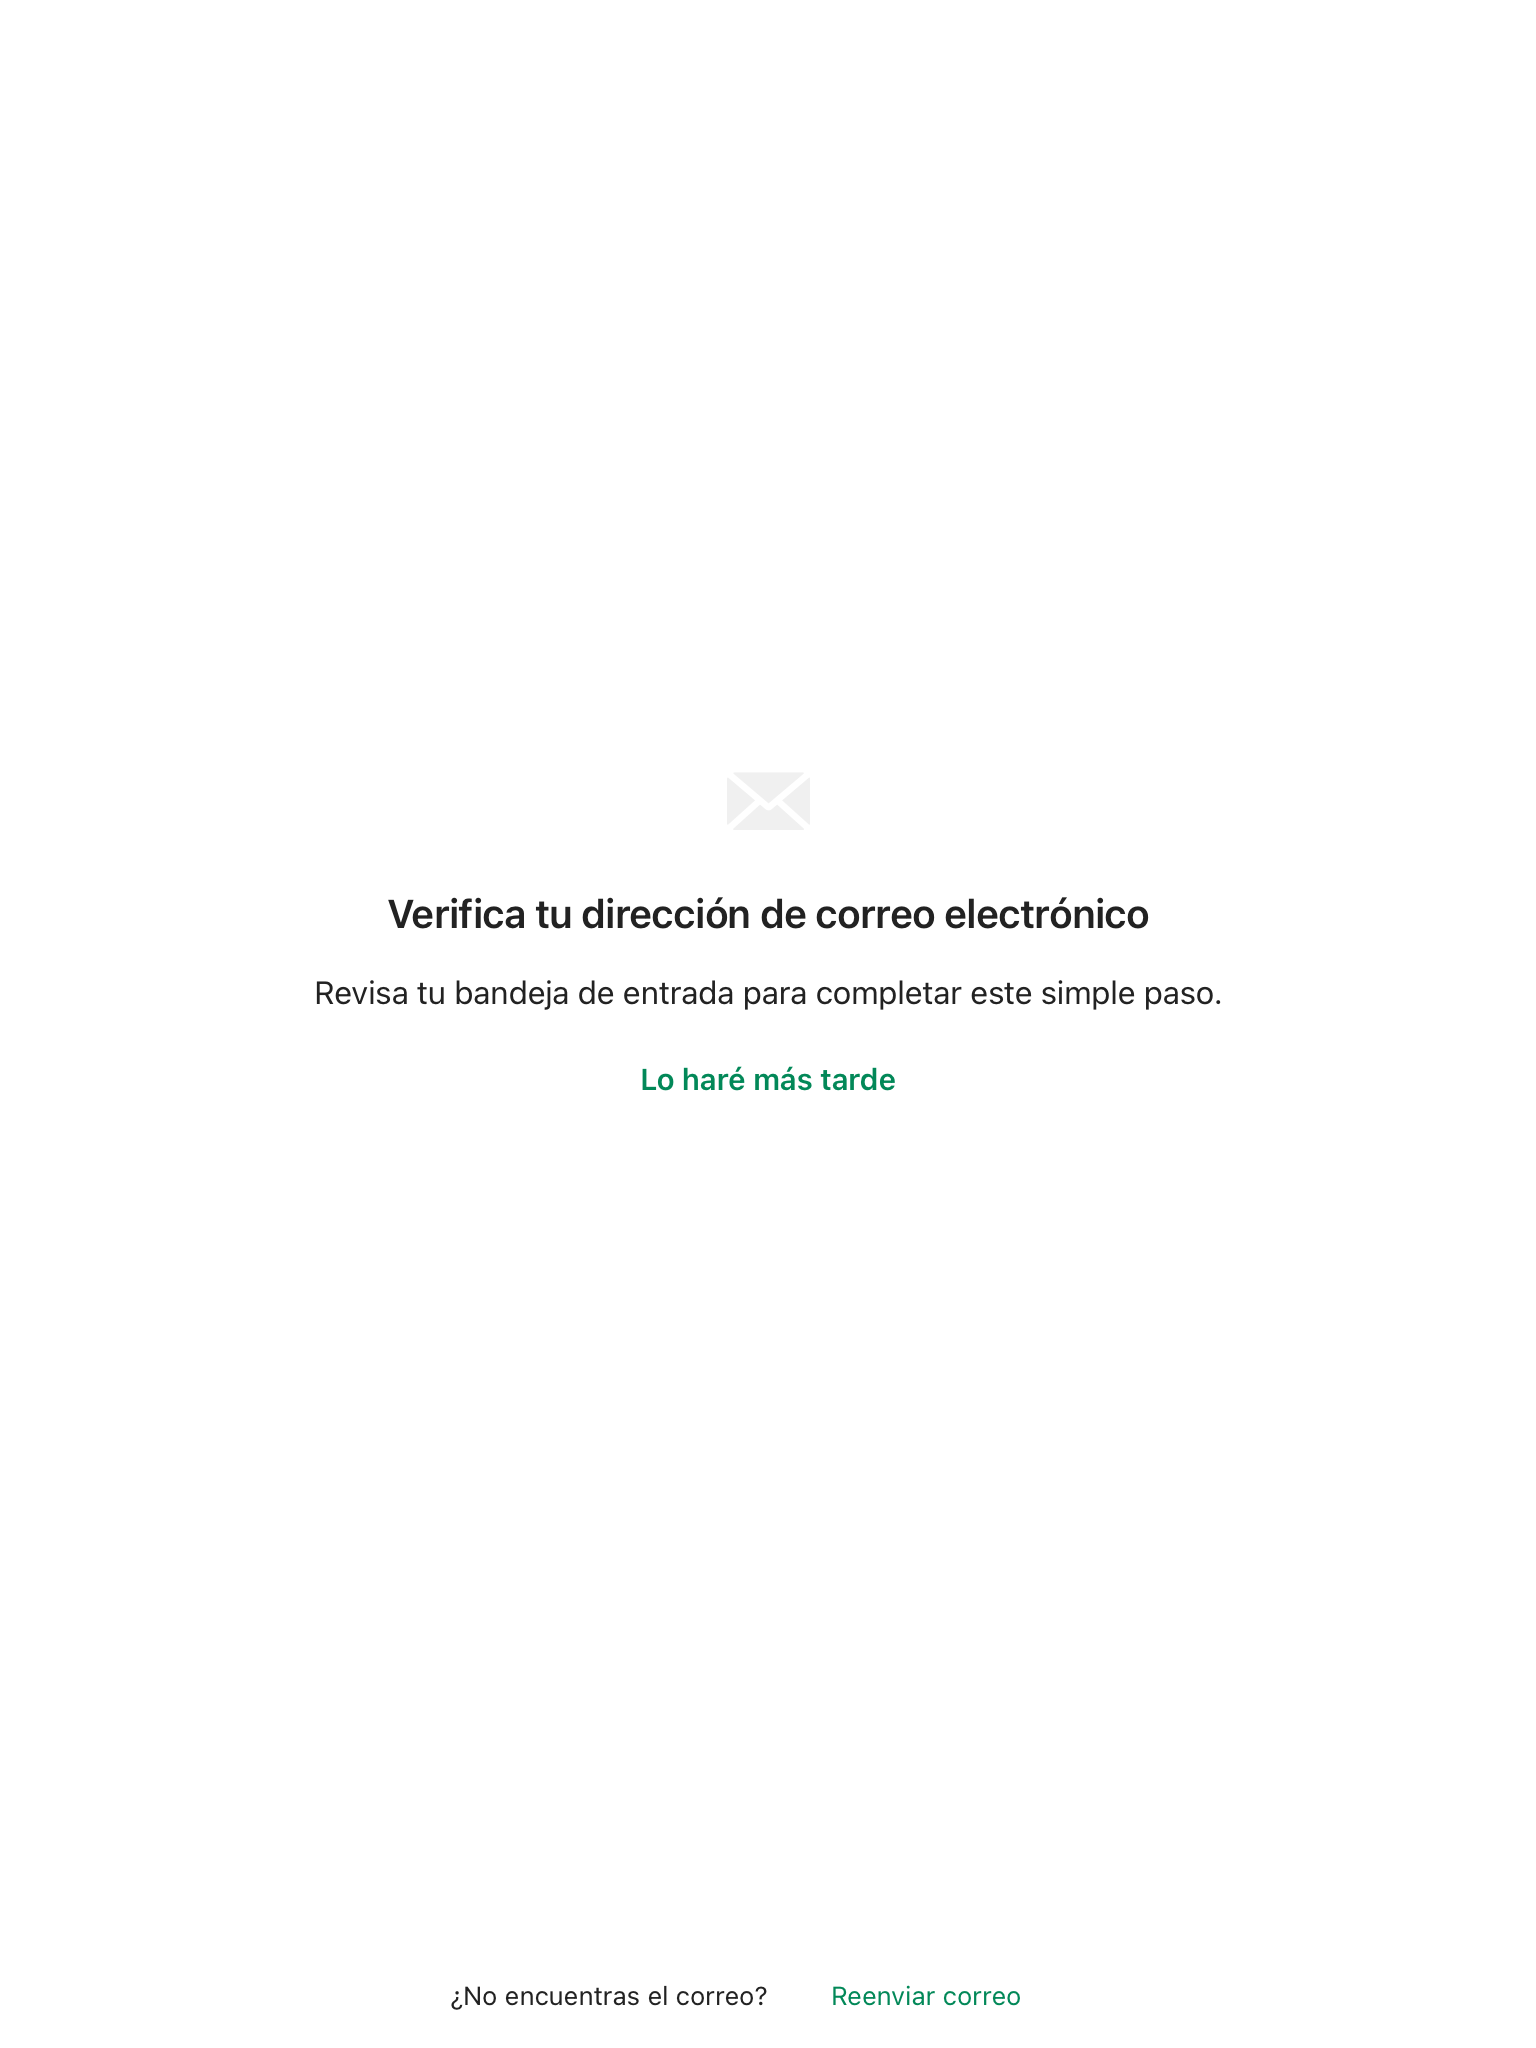 Verifica tu dirección de correo electrónico
Revisa tu bandeja de entrada para completar este simple paso.
Lo haré más tarde
¿No encuentras el correo? Reenviar correo